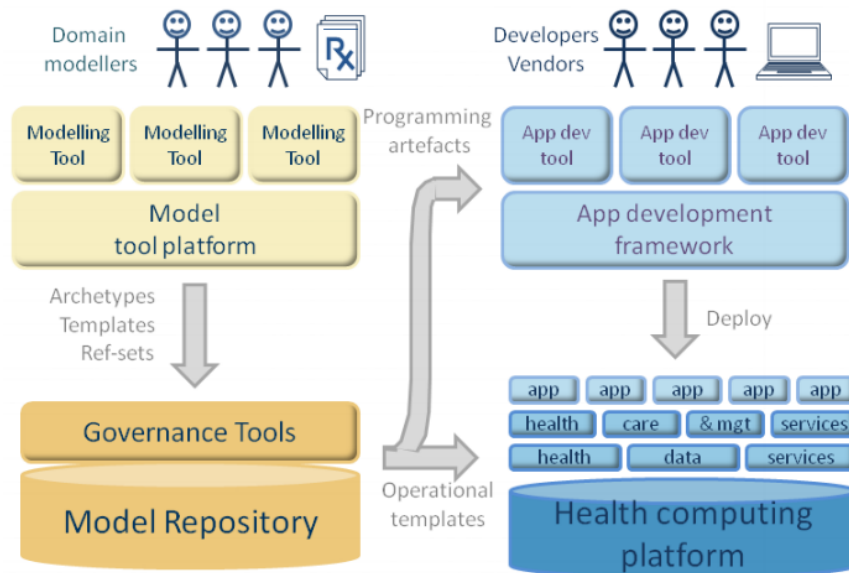 Domain
modellers
Rx
Developers
Vendors
Modelling
Tool
Modelling
Tool
Modelling
Tool
Programming
artefacts
App dev
tool
App dev
tool
App dev
tool
Model
tool platform
App development
framework
Archetypes
Templates
Ref-sets
Deploy
app app app app app
health care & mgt services
health data services
Governance Tools
Operational
templates
Model Repository
Health computing
platform